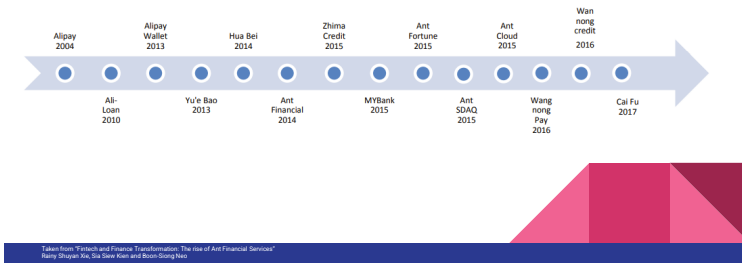 Alipay
2004
Ali-
Loan
2010
Alipay
Wallet
2013
Yu'e Bao
2013
Hua Bei
2014
Ant
Financial
2014
Zhima
Credit
2015
MYBank
2015
Ant
Fortune
2015
Ant
SDAQ
2015
Ant
Cloud
2015
Wang
nong
Pay
2016
Wan
nong
credit
2016
Cai Fu
2017
Taken from "Fintech and Finance Transformation: The rise of Ant Financial Services"
Rainy Shuyan Xie, Sia Siew Kien and Boon-Siong Neo